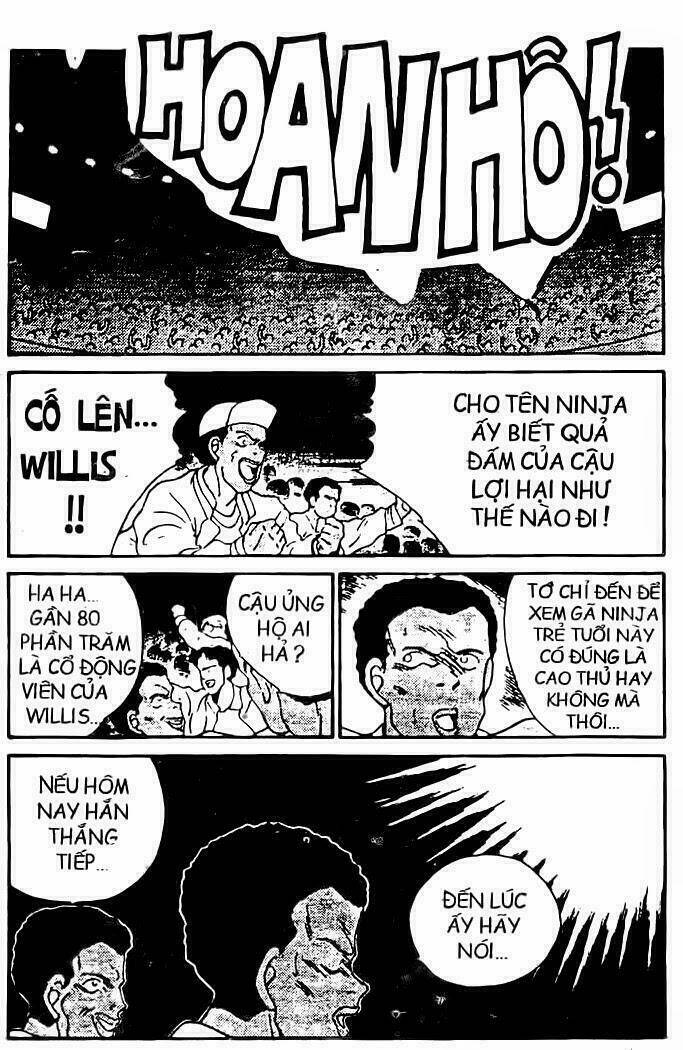 HOAN HÔ!!
CỐ LÊN...
WILLIS
!!
CHO TÊN NINJA
ẤY BIẾT QUẢ
ĐẤM CỦA CẬU
LỢI HẠI NHƯ
THẾ NÀO ĐI!
HA HA...
GẦN 80
PHẦN TRĂM
LÀ CỔ ĐỘNG
VIÊN CỦA
WILLIS...
CẬU ỦNG
HỘ AI
HẢ?
TỚ CHỈ ĐẾN ĐỂ
XEM GÃ NINJA
TRẺ TUỔI NÀY
CÓ ĐÚNG LÀ
CAO THỦ HAY
KHÔNG MÀ
THÔI...
NẾU HÔM
NAY HẮN
THẮNG
TIẾP...
ĐẾN LÚC
ẤY HÃY
NÓI...